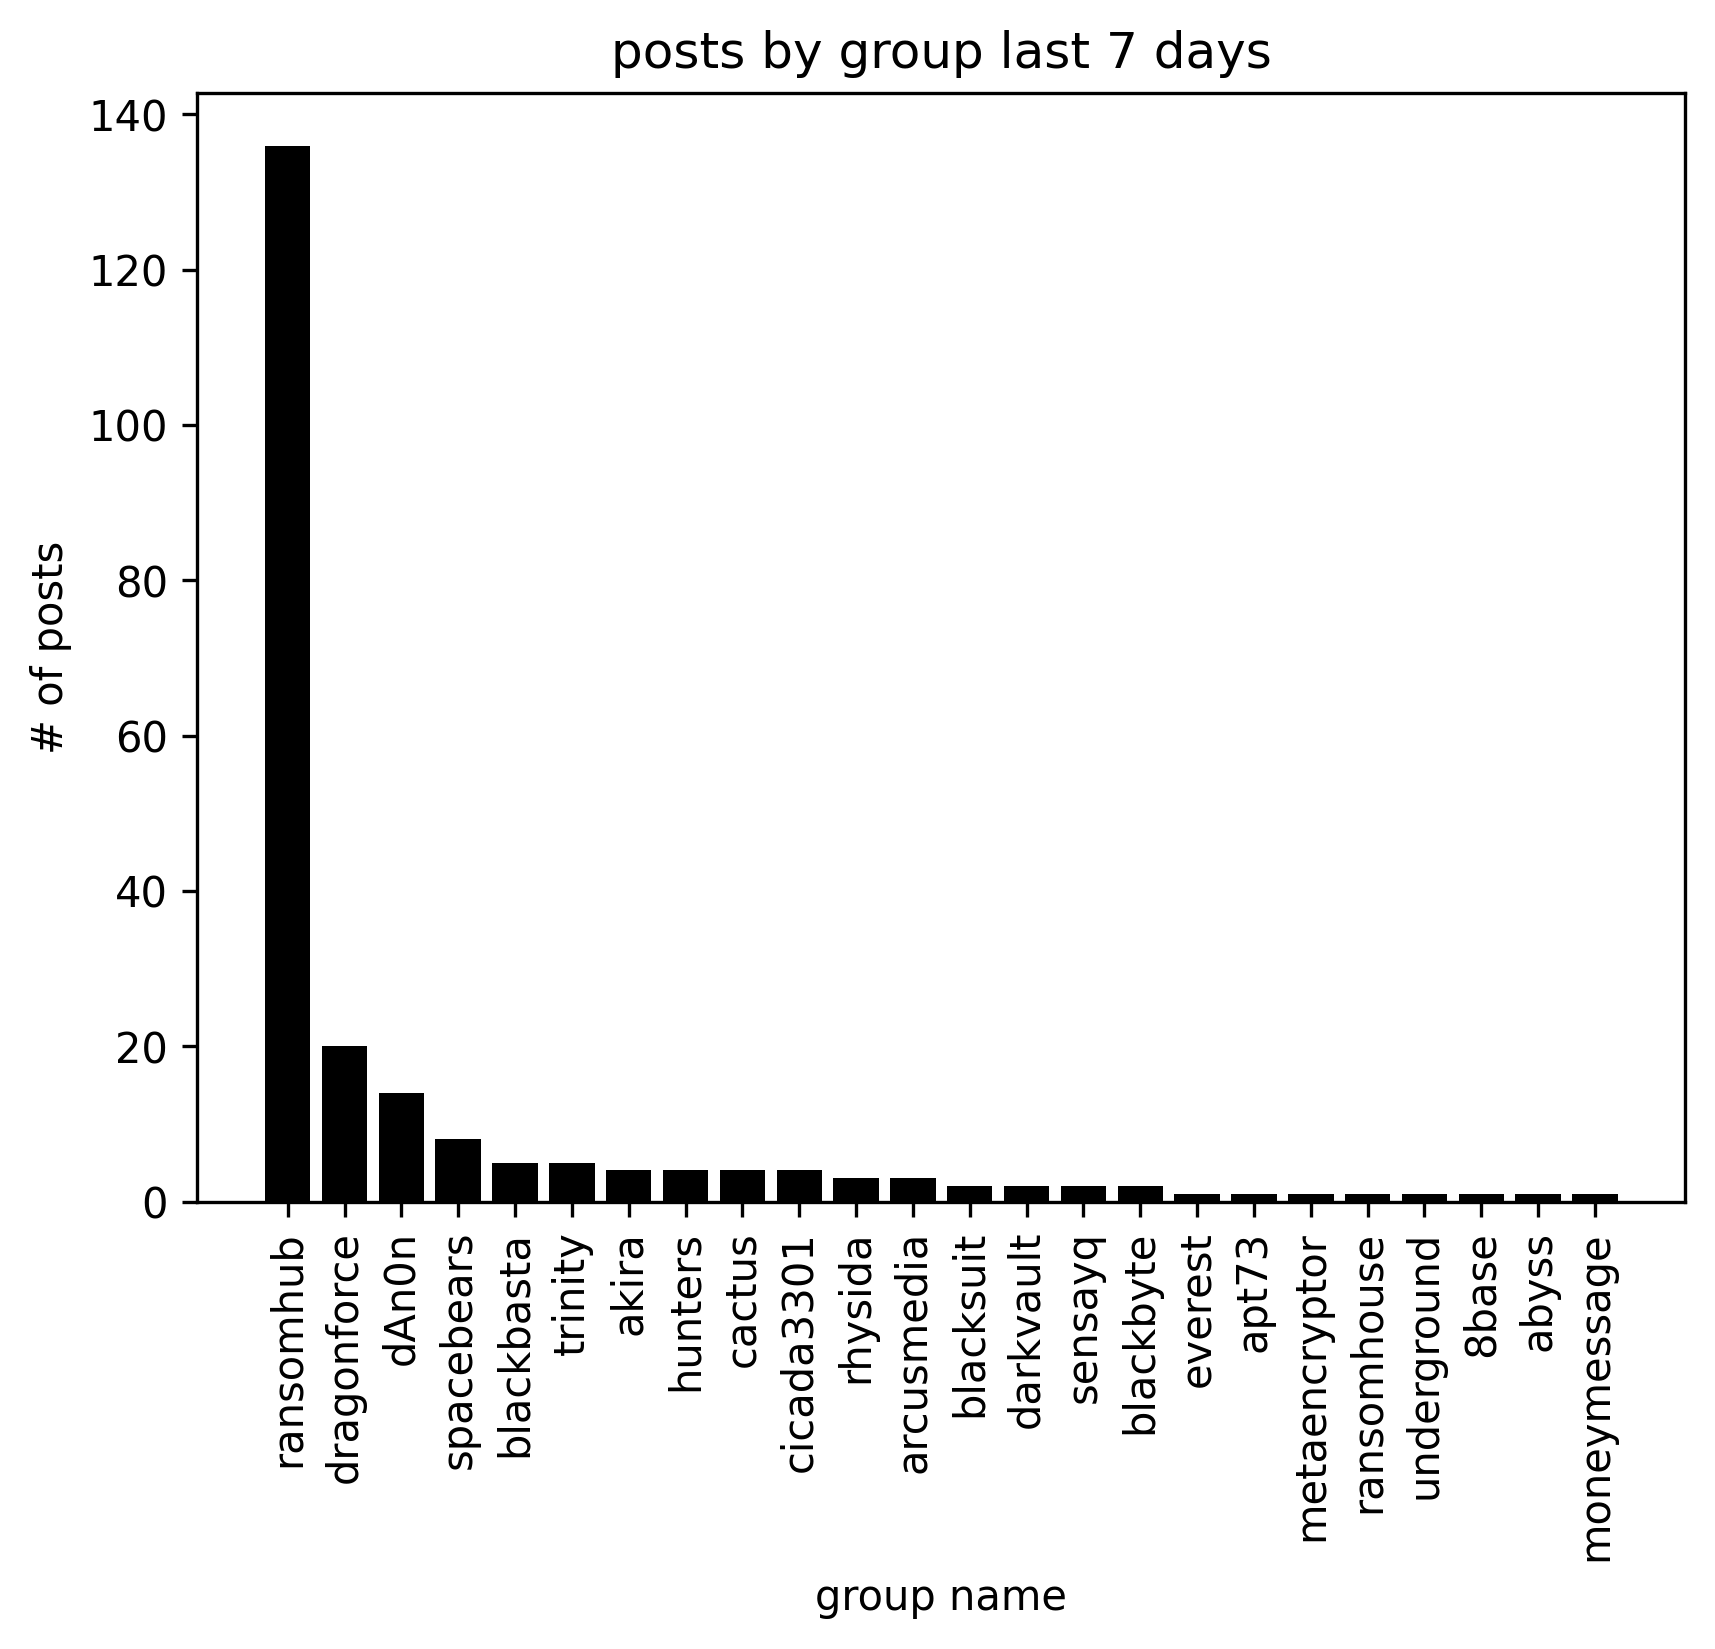 posts by group last 7 days
140
120
100
80
60
40
20
0
# of posts
ransomhub
dragonforce
dAn0n
spacebears
blackbasta
trinity
akira
hunters
cactus
cicada3301
rhysida
arcusmedia
blacksuit
darkvault
sensayq
blackbyte
everest
apt73
metaencryptor
ransomhouse
underground
8base
abyss
moneymessage
group name